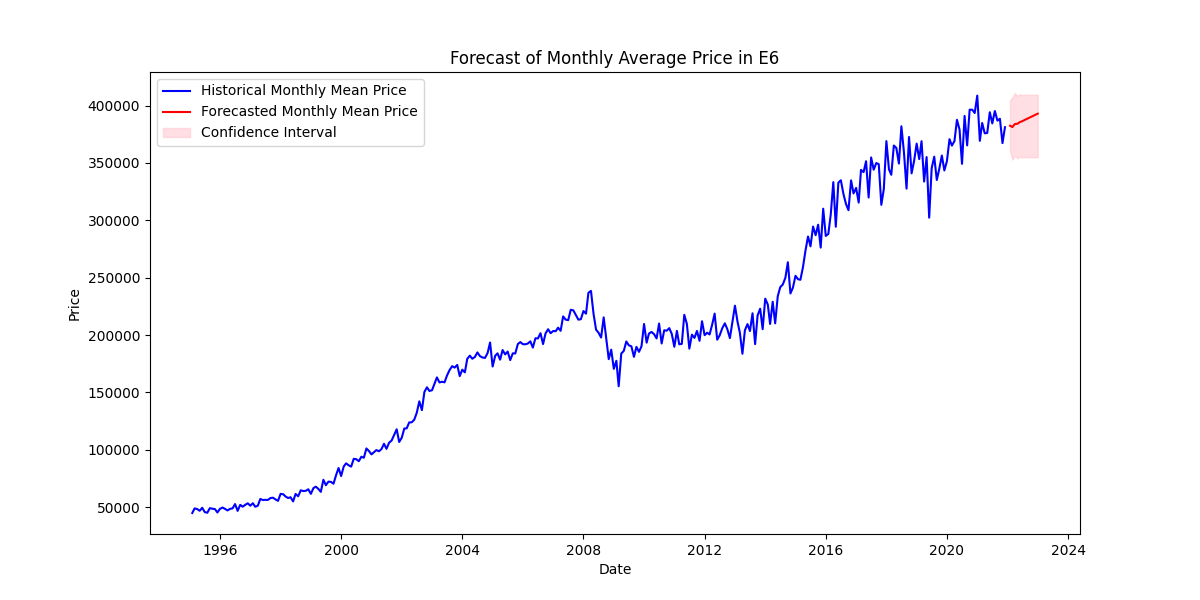 Forecast of Monthly Average Price in E6
Historical Monthly Mean Price
Forecasted Monthly Mean Price
Confidence Interval
Price
400000
350000
300000
250000
200000
150000
100000
50000
1996 2000 2004 2008 2012 2016 2020 2024
Date